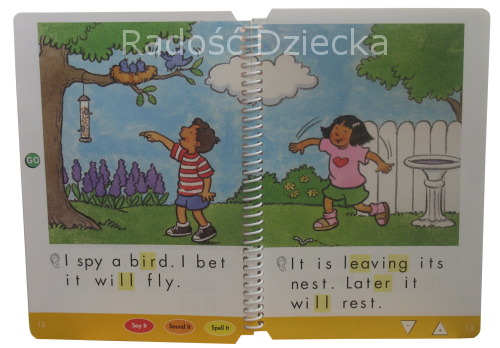 Radość Dziecka
GO
I spy a bird. I bet
it will fly.
12
Say It
Sound It
Spell It
It is leaving its
nest. Later it
will rest.
13